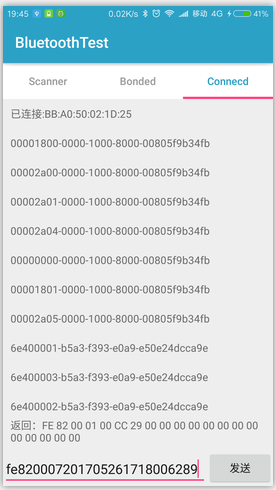 19:45 0.02K/s 移动 4G 41%
BluetoothTest
Scanner Bonded Connecd
已连接:BB:A0:50:02:1D:25
00001800-0000-1000-8000-00805f9b34fb
00002a00-0000-1000-8000-00805f9b34fb
00002a01-0000-1000-8000-00805f9b34fb
00002a04-0000-1000-8000-00805f9b34fb
00000000-0000-1000-8000-00805f9b34fb
00001801-0000-1000-8000-00805f9b34fb
00002a05-0000-1000-8000-00805f9b34fb
6e400001-b5a3-f393-e0a9-e50e24dcca9e
6e400003-b5a3-f393-e0a9-e50e24dcca9e
6e400002-b5a3-f393-e0a9-e50e24dcca9e
返回：FE 82 00 01 00 CC 29 00 00 00 00 00 00 00 00
00 00 00 00 00
fe820007201705261718006289 发送